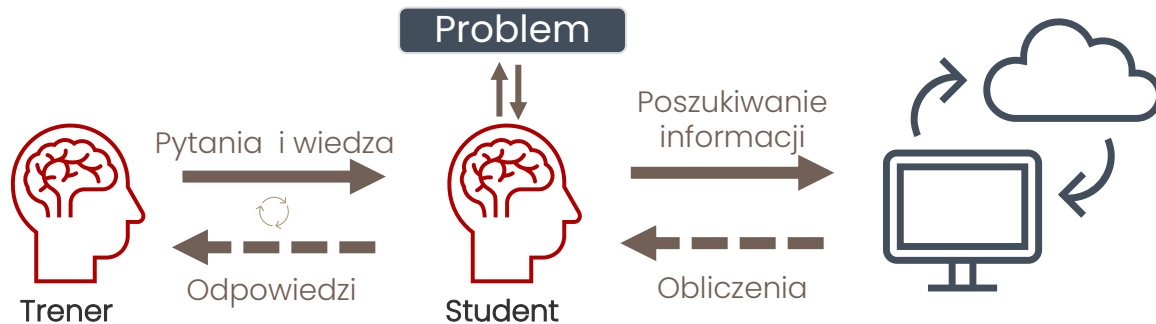 Problem
Poszukiwanie
informacji
Pytania i wiedza
Odpowiedzi
Obliczenia
Trener
Student